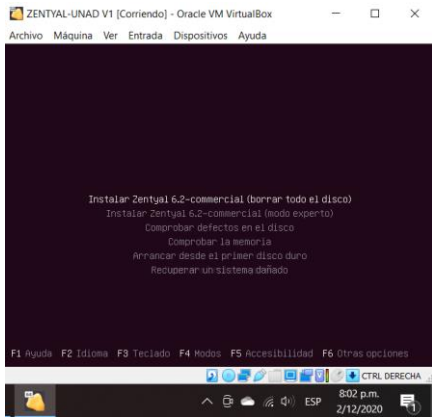 ZENTYAL-UNAD V1 [Corriendo] - Oracle VM VirtualBox
Archivo Máquina Ver Entrada Dispositivos Ayuda
Instalar Zentyal 6.2-commercial (borrar todo el disco)
Instalar Zentyal 6.2-commercial (modo experto)
Comprobar defectos en el disco
Comprobar la memoria
Arrancar desde el primer disco duro
Recuperar un sistema dañado
F1 Ayuda F2 Idioma F3 Teclado F4 Modos F5 Accesibilidad F6 Otras opciones
CTRL DERECHA
ESP
8:02 p.m.
2/12/2020
1